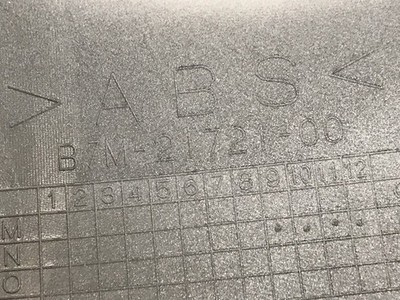 >ABS<
B7M-21721-00
1 2 3 4 5 6 7 8 9 10 11 12
M
N
O